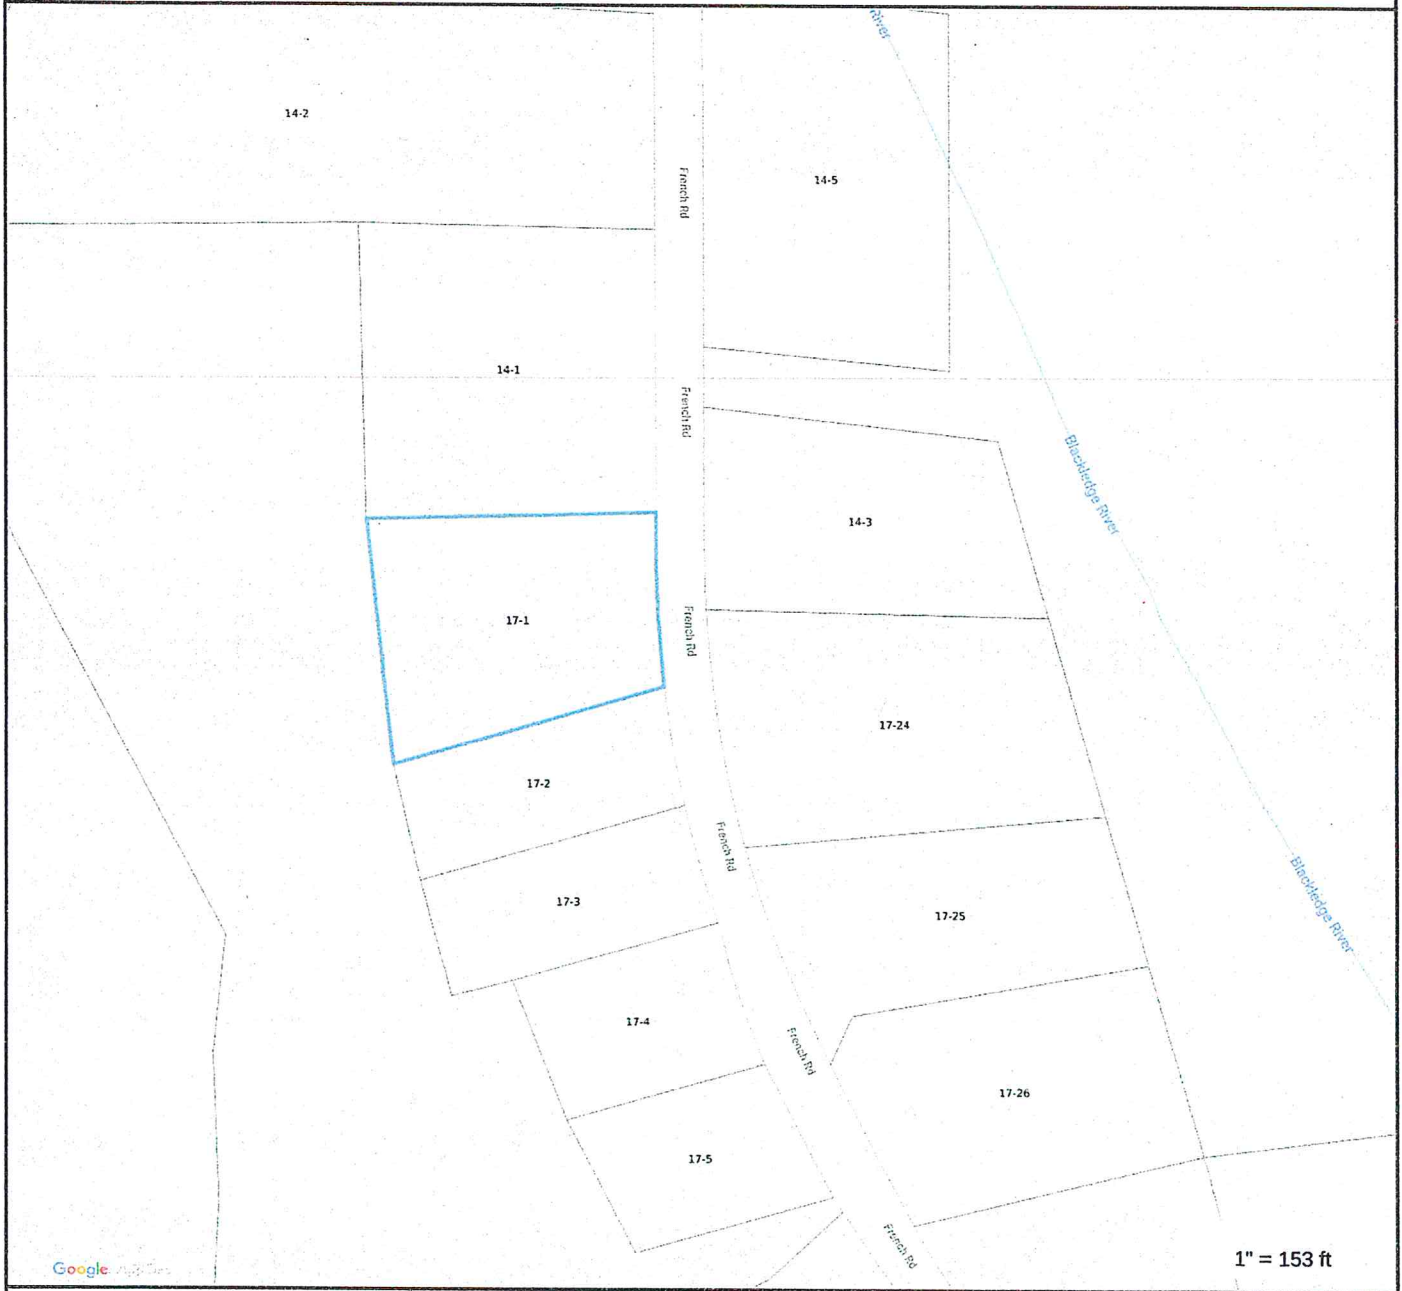 River
14-2
14-5
French Rd
14-1
French Rd
Blackledge River
14-3
17-1
French Rd
17-24
17-2
French Rd
Blackledge River
17-3
17-25
17-4
French Rd
17-26
17-5
French Rd
1" = 153 ft
Google